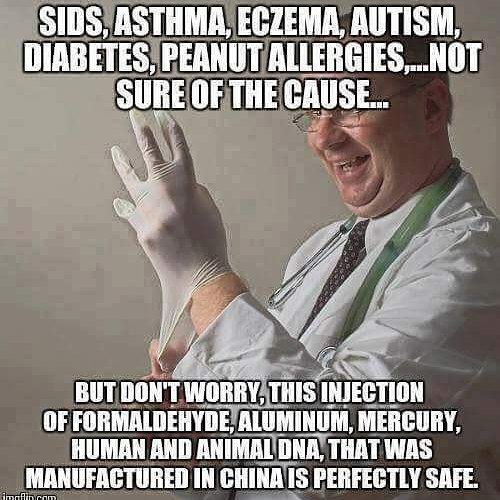 SIDS, ASTHMA, ECZEMA, AUTISM,
DIABETES, PEANUT ALLERGIES,...NOT
SURE OF THE CAUSE...
BUT DON'T WORRY, THIS INJECTION
OF FORMALDEHYDE, ALUMINUM, MERCURY,
HUMAN AND ANIMAL DNA, THAT WAS
MANUFACTURED IN CHINA IS PERFECTLY SAFE.
imgflip.com